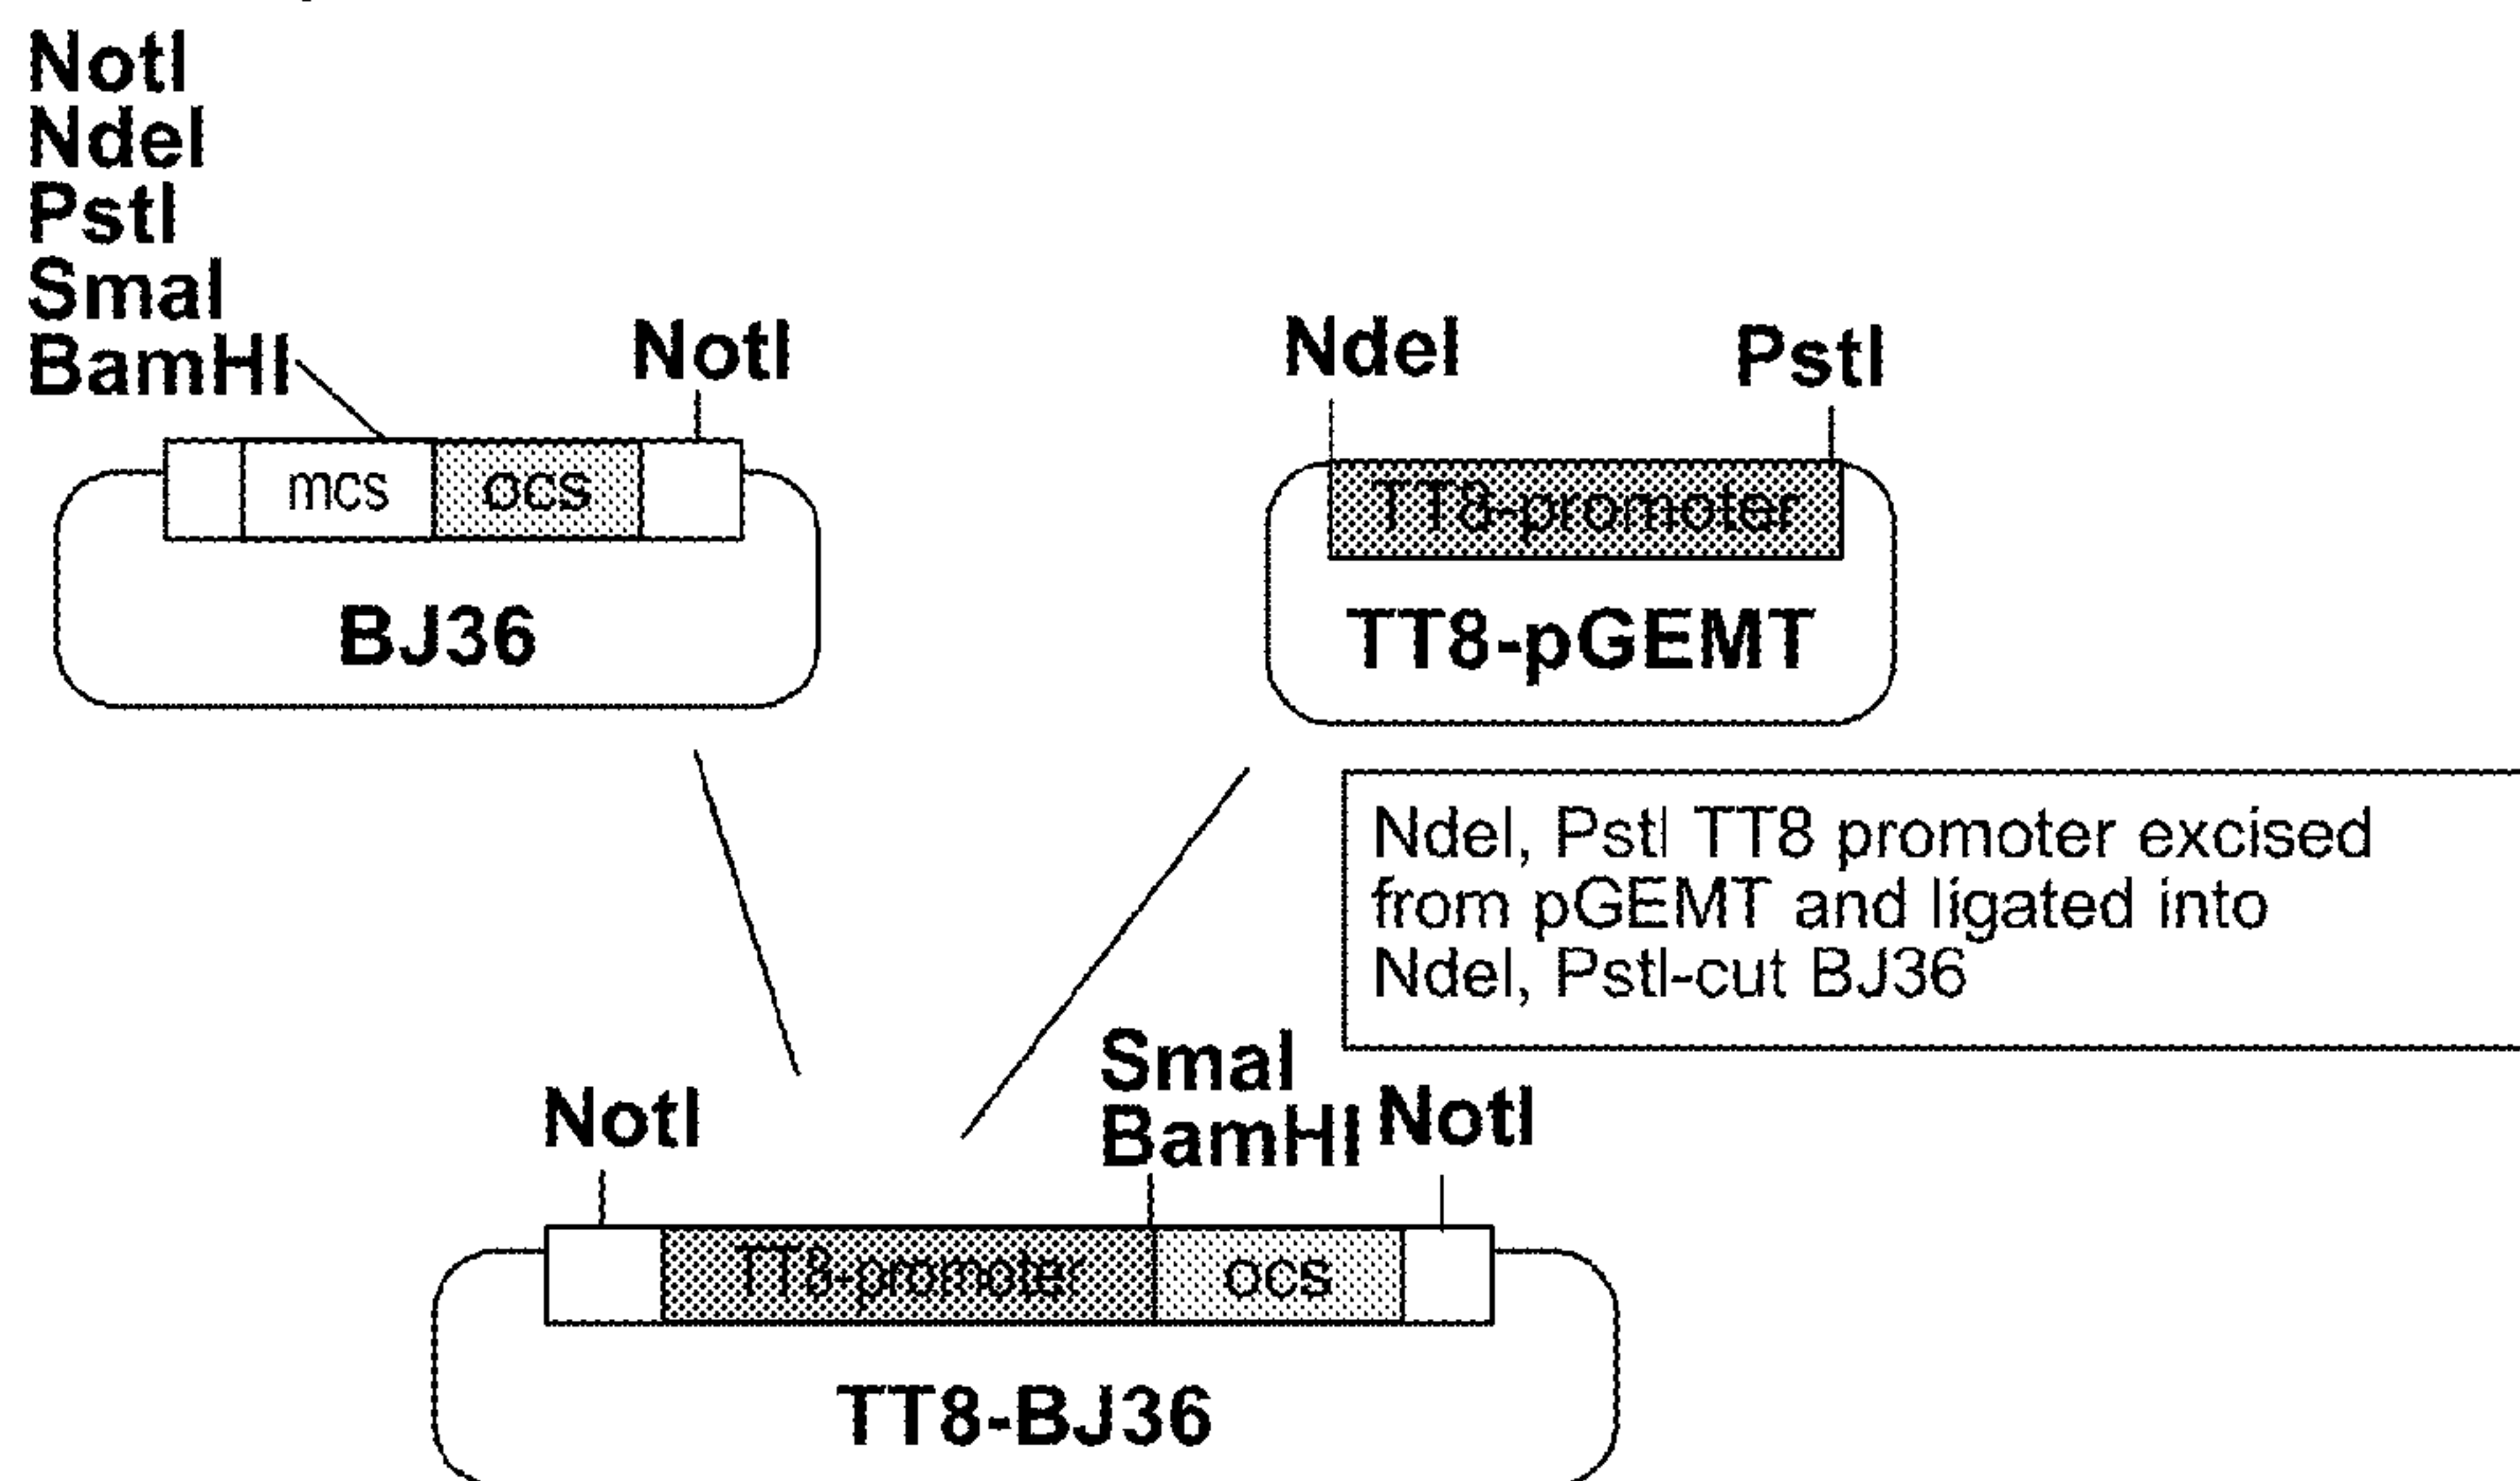 NotI
NdeI
PstI
SmaI
BamHI
NotI
mcs
ocs
BJ36
NdeI
PstI
TT8-promoter
TT8-pGEMT
NdeI, PstI TT8 promoter excised
from pGEMT and ligated into
NdeI, PstI-cut BJ36
NotI
SmaI
BamHI
NotI
TT8-promoter
ocs
TT8-BJ36